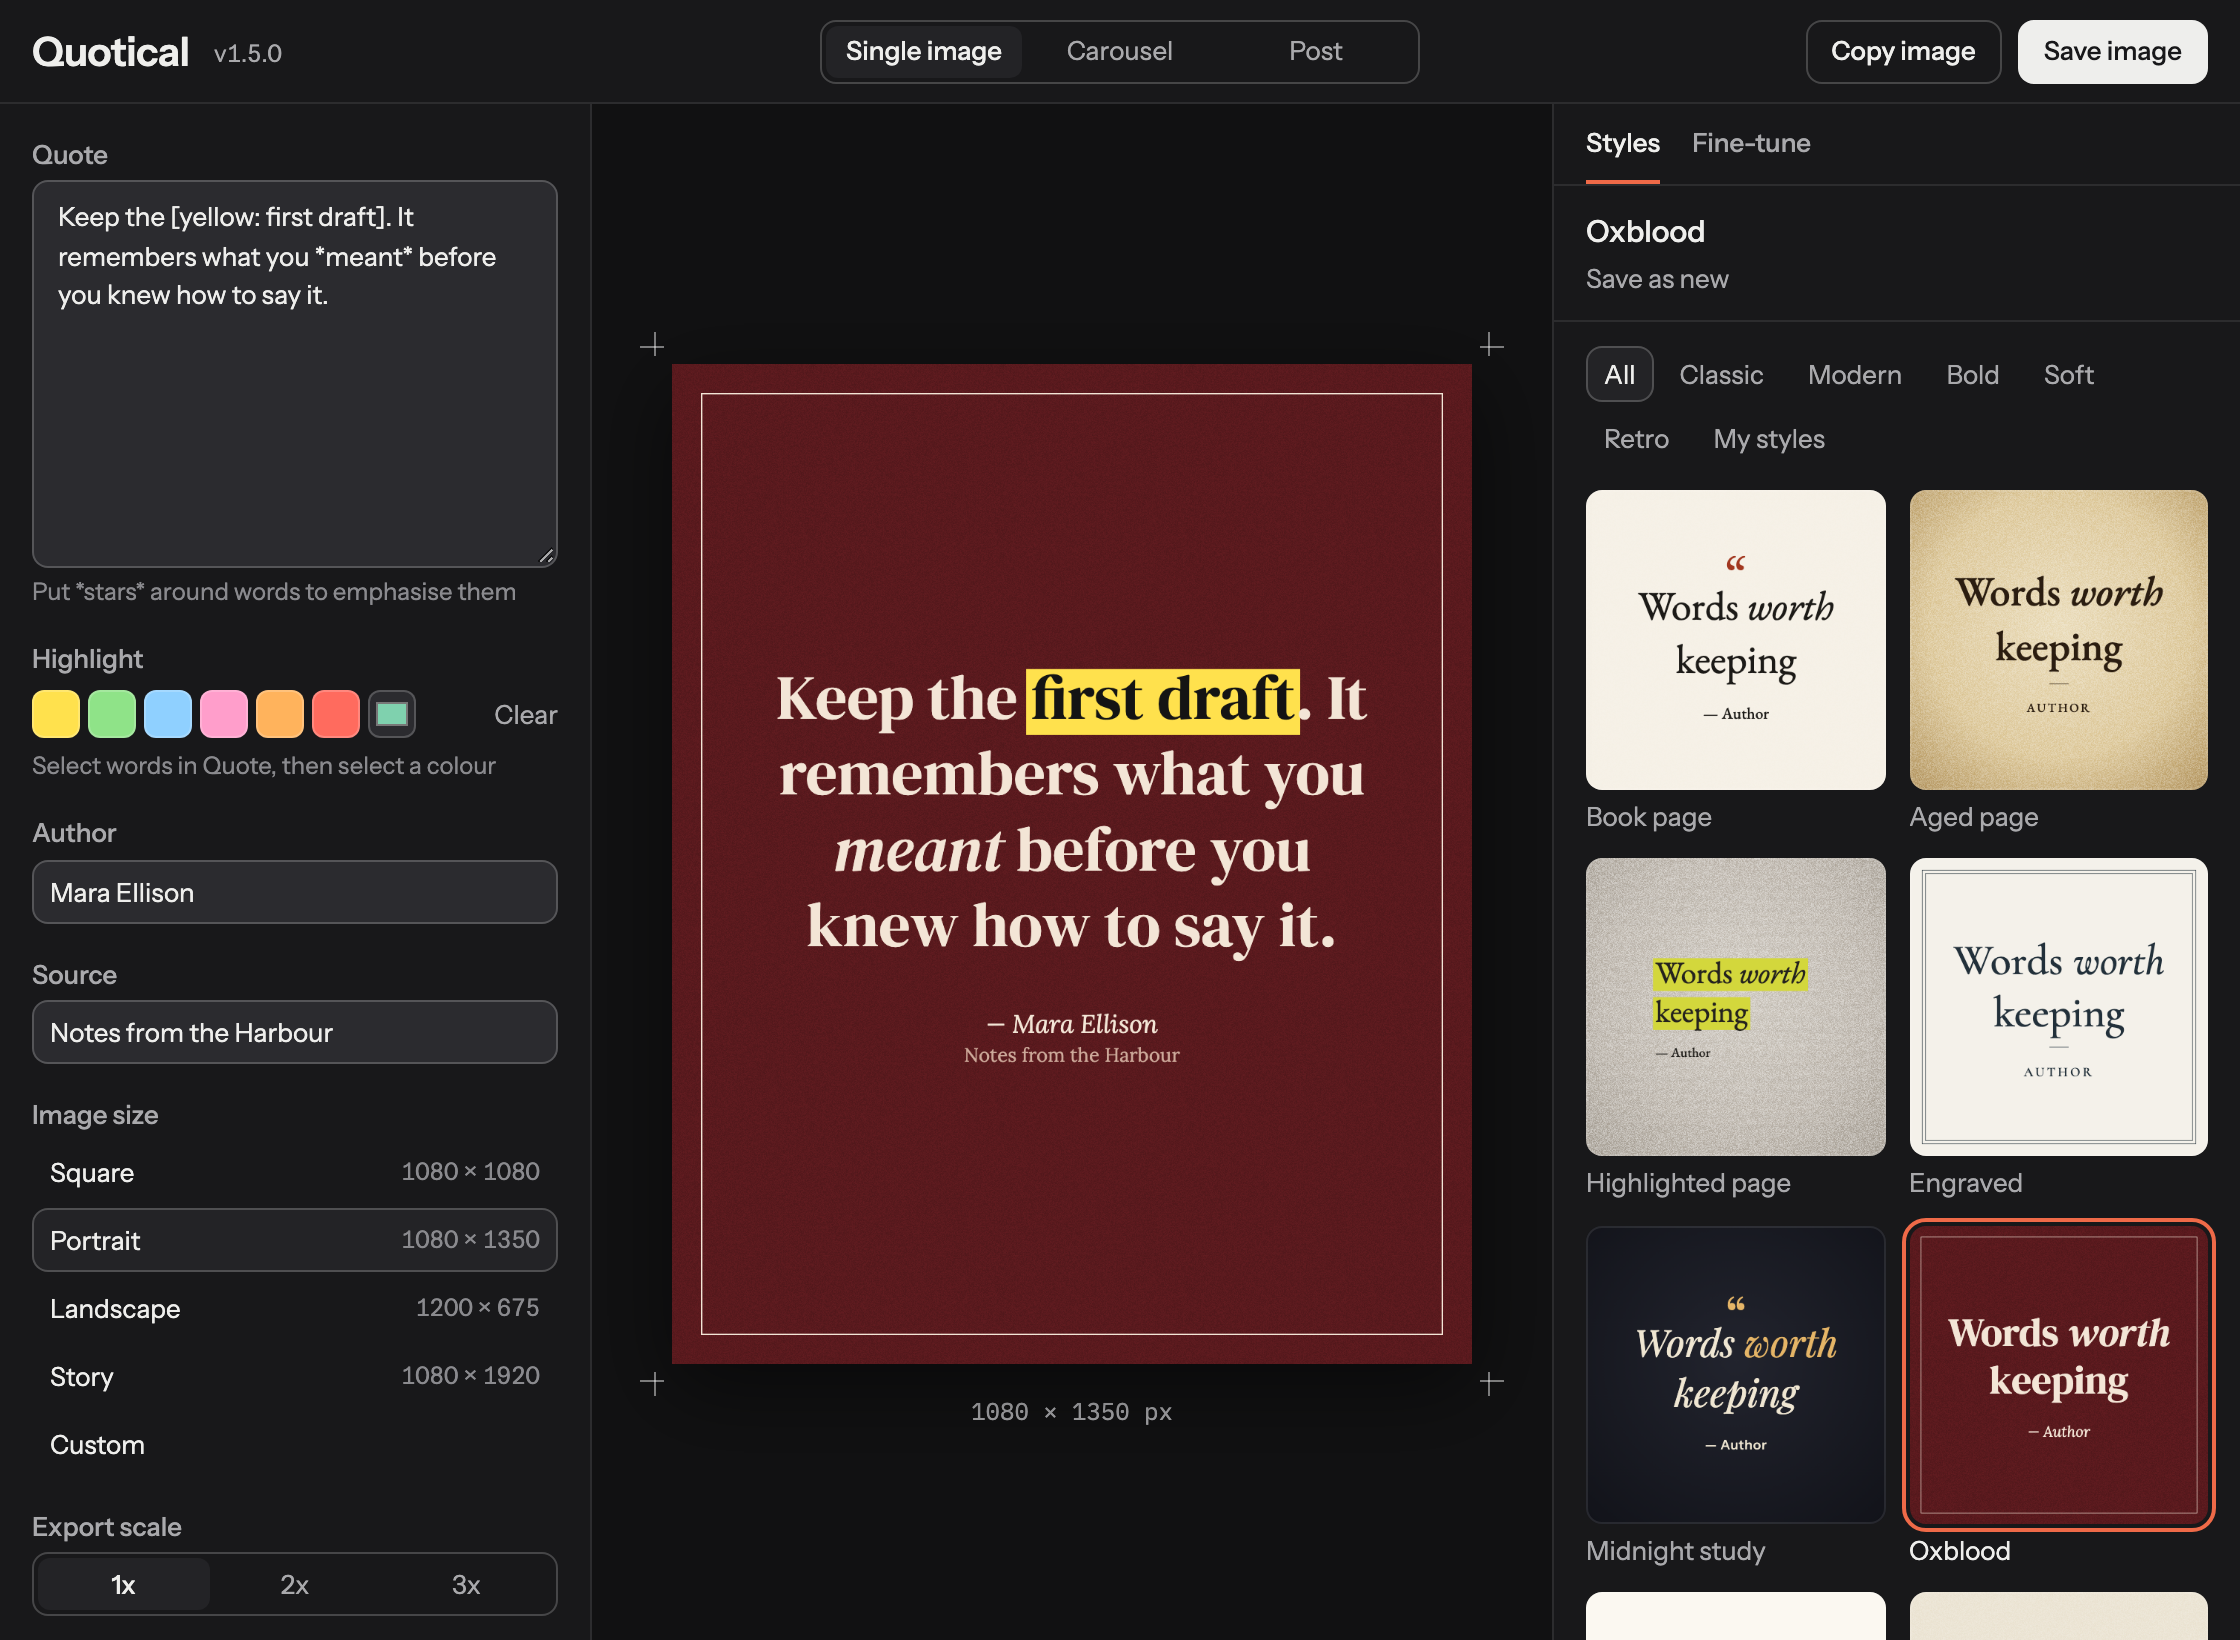 Quotical v1.5.0
Single image Carousel Post
Copy image Save image
Quote
Keep the [yellow: first draft]. It
remembers what you *meant* before
you knew how to say it.
Put *stars* around words to emphasise them
Highlight
Clear
Select words in Quote, then select a colour
Author
Mara Ellison
Source
Notes from the Harbour
Image size
Square 1080 × 1080
Portrait 1080 × 1350
Landscape 1200 × 675
Story 1080 × 1920
Custom
Export scale
1x 2x 3x
Keep the first draft. It
remembers what you
meant before you
knew how to say it.
— Mara Ellison
Notes from the Harbour
1080 × 1350 px
Styles Fine-tune
Oxblood
Save as new
All Classic Modern Bold Soft
Retro My styles
“
Words worth
keeping
— Author
Book page
Words worth
keeping
AUTHOR
Aged page
Words worth
keeping
— Author
Highlighted page
Words worth
keeping
AUTHOR
Engraved
“
Words worth
keeping
— Author
Midnight study
Words worth
keeping
— Author
Oxblood